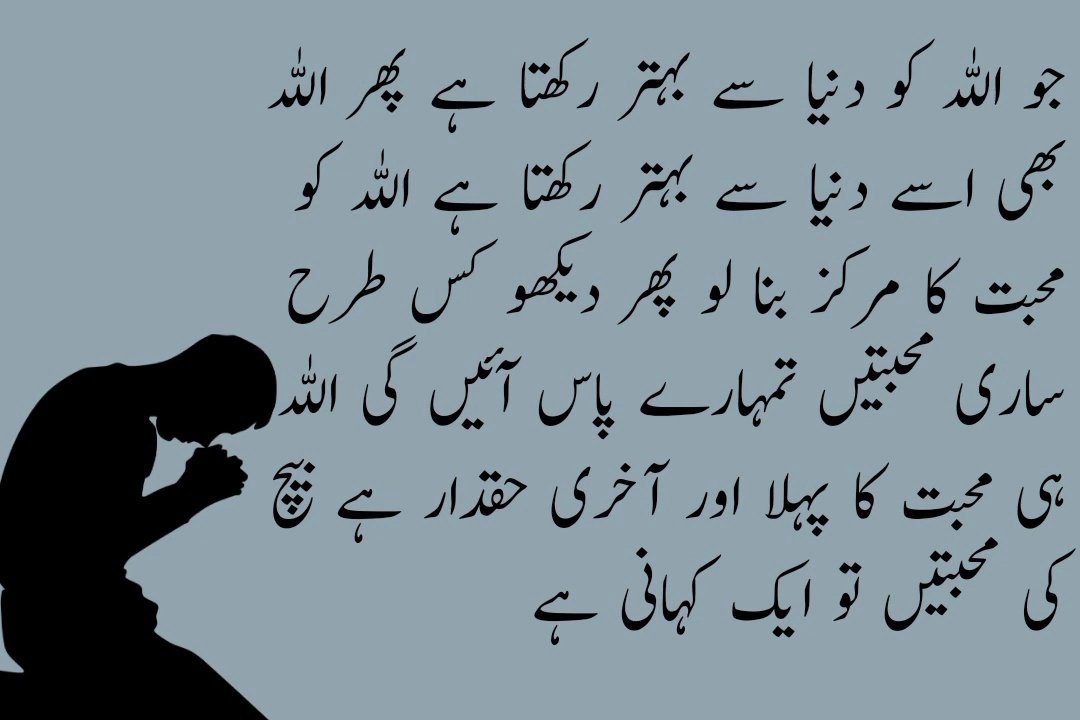 جو اللہ کو دنیا سے بہتر رکھتا ہے پھر اللہ
بھی اسے دنیا سے بہتر رکھتا ہے اللہ کو
محبت کا مرکز بنا لو پھر دیکھو کس طرح
ساری محبتیں تمہارے پاس آئیں گی اللہ
ہی محبت کا پہلا اور آخری حقدار ہے بیچ
کی محبتیں تو ایک کہانی ہے